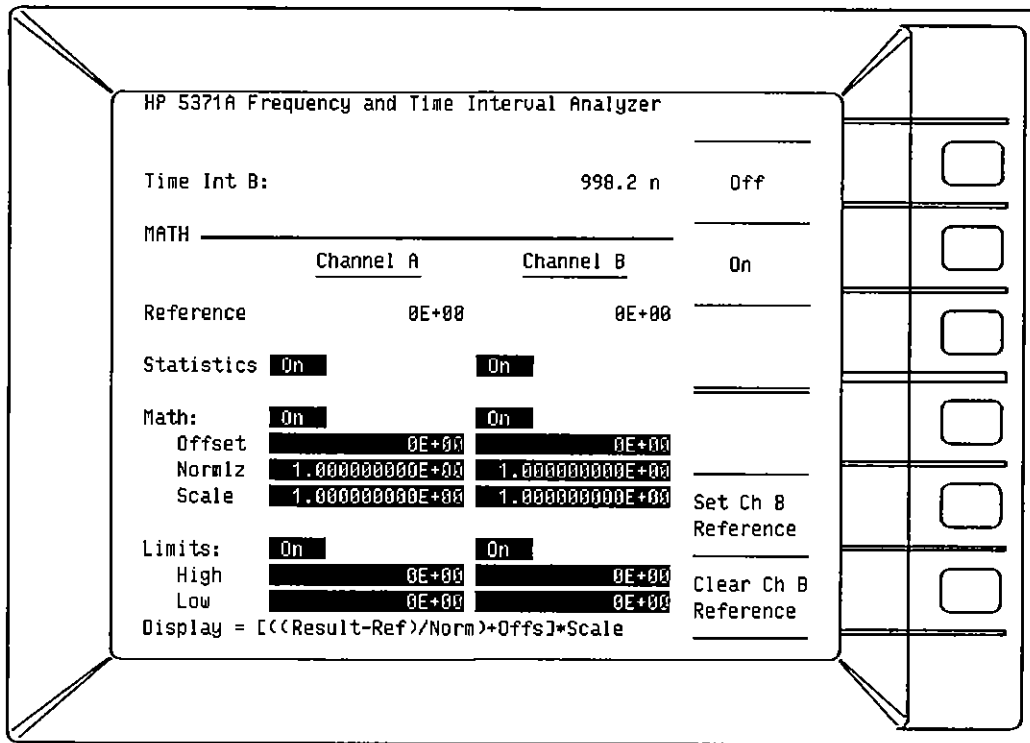 HP 5371A Frequency and Time Interval Analyzer
Time Int B: 998.2 n
Off
MATH
Channel A Channel B
On
Reference 0E+00 0E+00
Statistics On On
Math: On On
Offset 0E+00 0E+00
Normlz 1.000000000E+00 1.000000000E+00
Scale 1.000000000E+00 1.000000000E+00
Set Ch B
Reference
Limits: On On
High 0E+00 0E+00
Low 0E+00 0E+00
Clear Ch B
Reference
Display = [((Result-Ref)/Norm)+Offs]*Scale